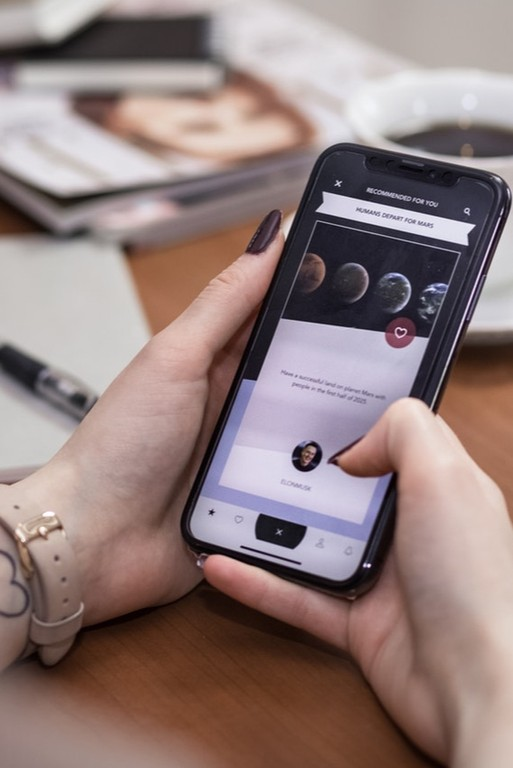 RECOMMENDED FOR YOU
HUMANS DEPART FOR MARS
Have a successful land on planet Mars with
people in the first half of 2025.
ELONMUSK